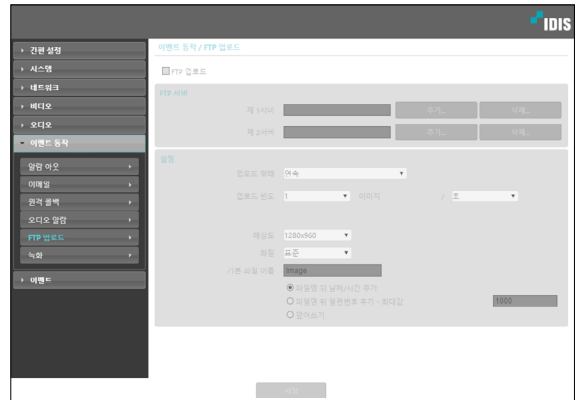 IDIS
간편 설정
시스템
네트워크
비디오
오디오
이벤트 동작
알람 아웃
이메일
원격 콜백
오디오 알람
FTP 업로드
녹화
이벤트
이벤트 동작 / FTP 업로드
FTP 업로드
FTP 서버
제 1서버 추가... 삭제...
제 2서버 추가... 삭제...
설정
업로드 형태 연속
업로드 빈도 1 이미지 / 초
해상도 1280x960
화질 표준
기본 파일 이름 Image
파일명 뒤 날짜/시간 추가
파일명 뒤 일련번호 추가 - 최대값 1000
덮어쓰기
저장